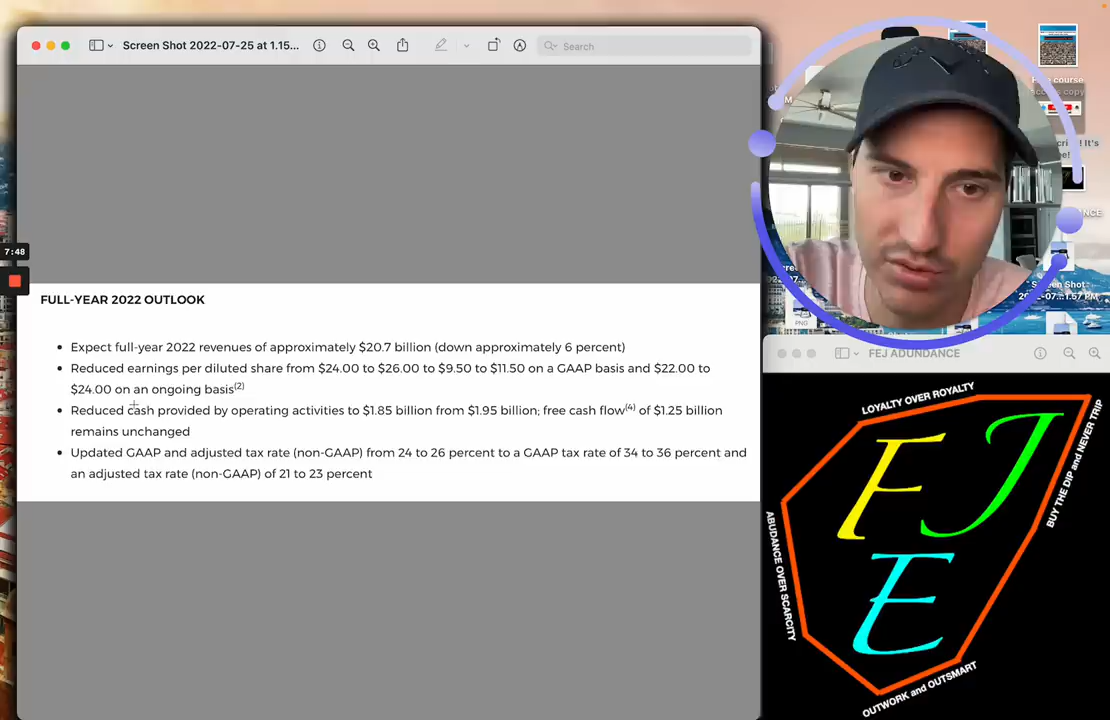 Screen Shot 2022-07-25 at 1.15...
Search
7:48
FULL-YEAR 2022 OUTLOOK
• Expect full-year 2022 revenues of approximately $20.7 billion (down approximately 6 percent)
• Reduced earnings per diluted share from $24.00 to $26.00 to $9.50 to $11.50 on a GAAP basis and $22.00 to
$24.00 on an ongoing basis(2)
• Reduced cash provided by operating activities to $1.85 billion from $1.95 billion; free cash flow(4) of $1.25 billion
remains unchanged
• Updated GAAP and adjusted tax rate (non-GAAP) from 24 to 26 percent to a GAAP tax rate of 34 to 36 percent and
an adjusted tax rate (non-GAAP) of 21 to 23 percent
course
copy
Screen Shot
PNG
FEJ ADUNDANCE
LOYALTY OVER ROYALTY
BUY THE DIP and NEVER TRIP
ABUDANCE OVER SCARCITY
F J
E
OUTWORK and OUTSMART